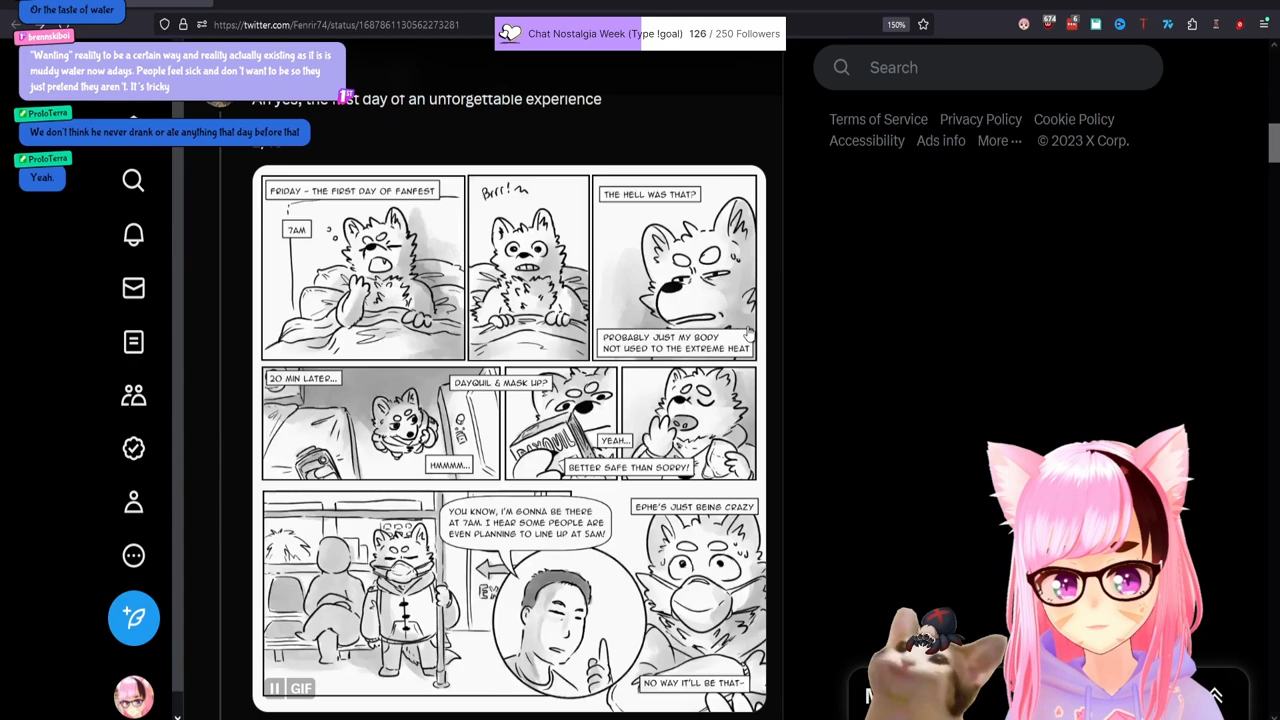 Or the taste of water
https://twitter.com/Fenrir74/status/1687861130562273281
150%
674
6
Chat Nostalgia Week (Type !goal) 126 / 250 Followers
brennskiboi
"Wanting" reality to be a certain way and reality actually existing as it is is
muddy water now adays. People feel sick and don't want to be so they
just pretend they aren't. It's tricky
1ST
ProtoTerra
We don't think he never drank or ate anything that day before that
ProtoTerra
Yeah.
Search
Terms of Service Privacy Policy Cookie Policy
Accessibility Ads info More ··· © 2023 X Corp.
Ah yes, the first day of an unforgettable experience
FRIDAY - THE FIRST DAY OF FANFEST
7AM
Brr!~
THE HELL WAS THAT?
PROBABLY JUST MY BODY
NOT USED TO THE EXTREME HEAT
20 MIN LATER...
HMMMM...
DAYQUIL & MASK UP?
DAYQUIL
YEAH...
BETTER SAFE THAN SORRY!
YOU KNOW, I'M GONNA BE THERE
AT 7AM. I HEAR SOME PEOPLE ARE
EVEN PLANNING TO LINE UP AT 5AM!
EPHE'S JUST BEING CRAZY
NO WAY IT'LL BE THAT-
GIF